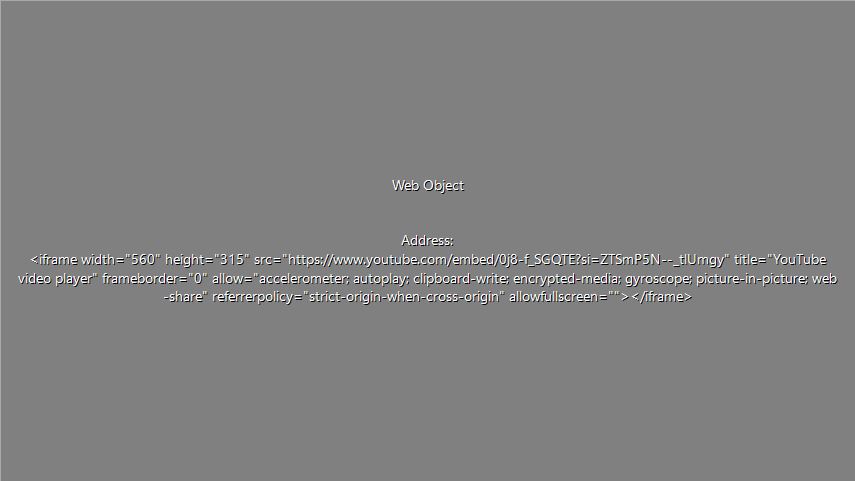 Web Object
Address:
<iframe width="560" height="315" src="https://www.youtube.com/embed/0j8-f_SGQTE?si=ZTSmP5N--_tlUmgy" title="YouTube
video player" frameborder="0" allow="accelerometer; autoplay; clipboard-write; encrypted-media; gyroscope; picture-in-picture; web
-share" referrerpolicy="strict-origin-when-cross-origin" allowfullscreen=""></iframe>